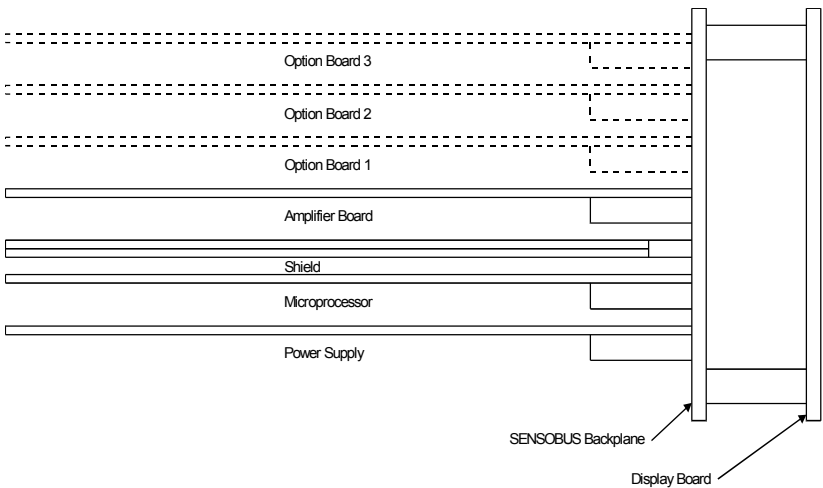 Option Board 3
Option Board 2
Option Board 1
Amplifier Board
Shield
Microprocessor
Power Supply
SENSOBUS Backplane
Display Board